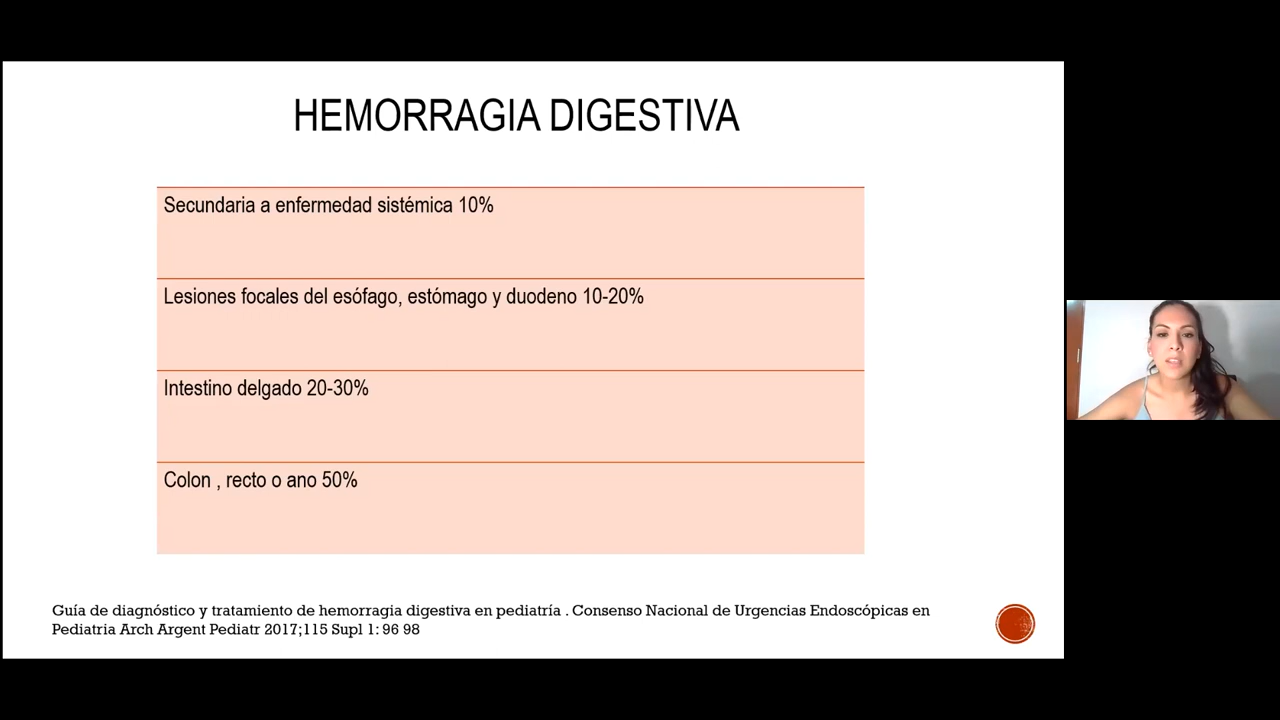 HEMORRAGIA DIGESTIVA
Secundaria a enfermedad sistémica 10%
Lesiones focales del esófago, estómago y duodeno 10-20%
Intestino delgado 20-30%
Colon , recto o ano 50%
Guía de diagnóstico y tratamiento de hemorragia digestiva en pediatría . Consenso Nacional de Urgencias Endoscópicas en
Pediatria Arch Argent Pediatr 2017;115 Supl 1: 96 98